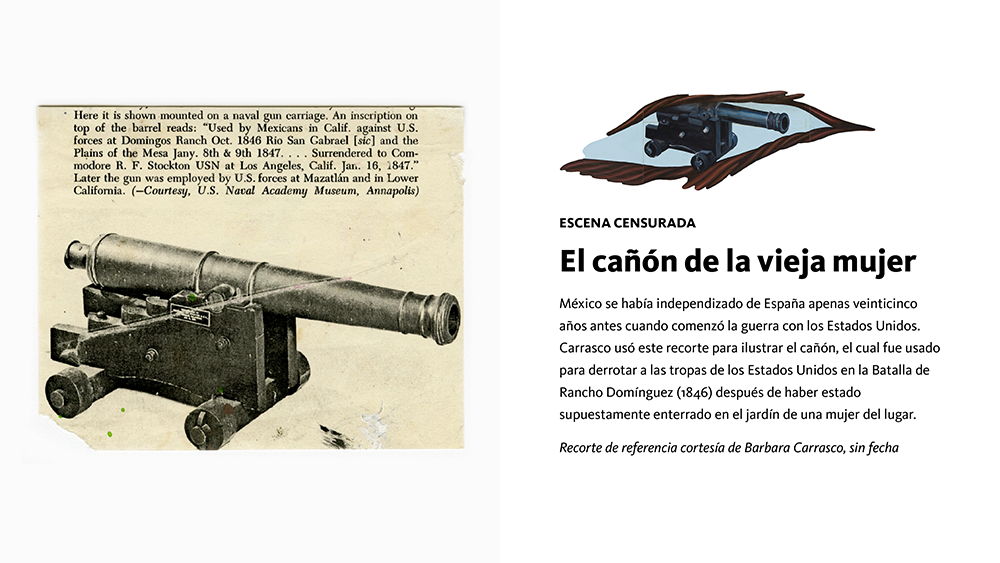 Here it is shown mounted on a naval gun carriage. An inscription on
top of the barrel reads: “Used by Mexicans in Calif. against U.S.
forces at Domingos Ranch Oct. 1846 Rio San Gabrael [sic] and the
Plains of the Mesa Jany. 8th & 9th 1847. . . . Surrendered to Com-
modore R. F. Stockton USN at Los Angeles, Calif. Jan. 16, 1847.”
Later the gun was employed by U.S. forces at Mazatlán and in Lower
California. (—Courtesy, U.S. Naval Academy Museum, Annapolis)
ESCENA CENSURADA
El cañón de la vieja mujer
México se había independizado de España apenas veinticinco
años antes cuando comenzó la guerra con los Estados Unidos.
Carrasco usó este recorte para ilustrar el cañón, el cual fue usado
para derrotar a las tropas de los Estados Unidos en la Batalla de
Rancho Domínguez (1846) después de haber estado
supuestamente enterrado en el jardín de una mujer del lugar.
Recorte de referencia cortesía de Barbara Carrasco, sin fecha